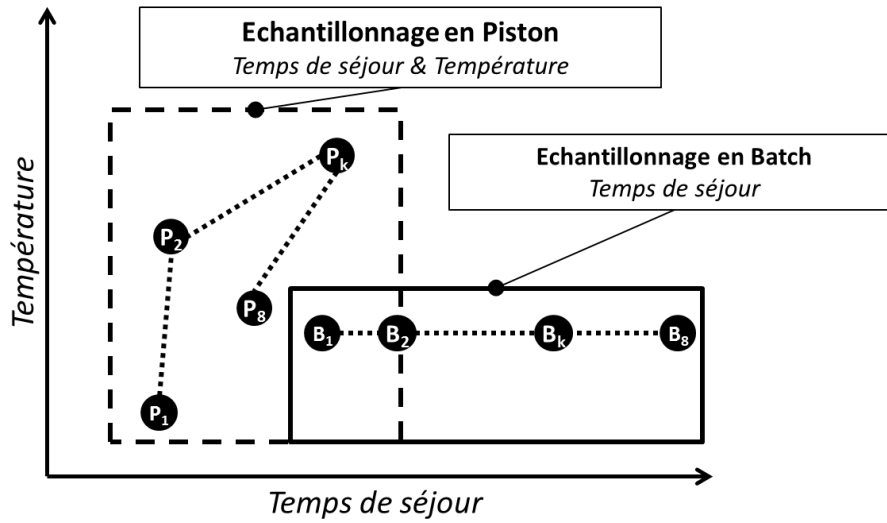 Echantillonnage en Piston
Temps de séjour & Température
Echantillonnage en Batch
Temps de séjour
Température
P₁
P₂
Pₖ
P₈
B₁
B₂
Bₖ
B₈
Temps de séjour